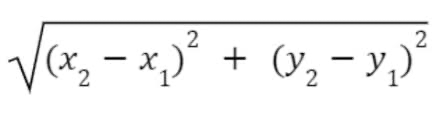 √((x₂ − x₁)² + (y₂ − y₁)²)